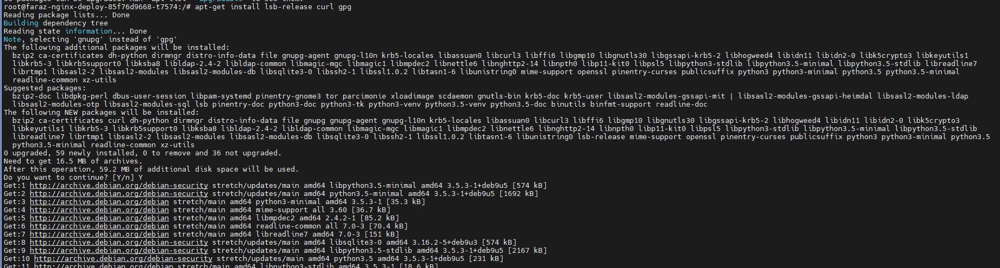 root@faraz-nginx-deploy-85f76d9668-t7574:/# apt-get install lsb-release curl gpg
Reading package lists... Done
Building dependency tree
Reading state information... Done
Note, selecting 'gnupg' instead of 'gpg'
The following additional packages will be installed:
  bzip2 ca-certificates dh-python dirmngr distro-info-data file gnupg-agent gnupg-l10n krb5-locales libassuan0 libcurl3 libffi6 libgmp10 libgnutls30 libgssapi-krb5-2 libhogweed4 libidn11 libidn2-0 libk5crypto3 libkeyutils1
  libkrb5-3 libkrb5support0 libksba8 libldap-2.4-2 libldap-common libmagic-mgc libmagic1 libmpdec2 libnettle6 libnghttp2-14 libnpth0 libp11-kit0 libpsl5 libpython3-stdlib libpython3.5-minimal libpython3.5-stdlib libreadline7
  librtmp1 libsasl2-2 libsasl2-modules libsasl2-modules-db libsqlite3-0 libssh2-1 libssl1.0.2 libtasn1-6 libunistring0 mime-support openssl pinentry-curses publicsuffix python3 python3-minimal python3.5 python3.5-minimal
  readline-common xz-utils
Suggested packages:
  bzip2-doc libdpkg-perl dbus-user-session libpam-systemd pinentry-gnome3 tor parcimonie xloadimage scdaemon gnutls-bin krb5-doc krb5-user libsasl2-modules-gssapi-mit | libsasl2-modules-gssapi-heimdal libsasl2-modules-ldap
  libsasl2-modules-otp libsasl2-modules-sql lsb pinentry-doc python3-doc python3-tk python3-venv python3.5-venv python3.5-doc binutils binfmt-support readline-doc
The following NEW packages will be installed:
  bzip2 ca-certificates curl dh-python dirmngr distro-info-data file gnupg gnupg-agent gnupg-l10n krb5-locales libassuan0 libcurl3 libffi6 libgmp10 libgnutls30 libgssapi-krb5-2 libhogweed4 libidn11 libidn2-0 libk5crypto3
  libkeyutils1 libkrb5-3 libkrb5support0 libksba8 libldap-2.4-2 libldap-common libmagic-mgc libmagic1 libmpdec2 libnettle6 libnghttp2-14 libnpth0 libp11-kit0 libpsl5 libpython3-stdlib libpython3.5-minimal libpython3.5-stdlib
  libreadline7 librtmp1 libsasl2-2 libsasl2-modules libsasl2-modules-db libsqlite3-0 libssh2-1 libssl1.0.2 libtasn1-6 libunistring0 lsb-release mime-support openssl pinentry-curses publicsuffix python3 python3-minimal python3.5
  python3.5-minimal readline-common xz-utils
0 upgraded, 59 newly installed, 0 to remove and 36 not upgraded.
Need to get 16.5 MB of archives.
After this operation, 59.2 MB of additional disk space will be used.
Do you want to continue? [Y/n] Y
Get:1 http://archive.debian.org/debian-security stretch/updates/main amd64 libpython3.5-minimal amd64 3.5.3-1+deb9u5 [574 kB]
Get:2 http://archive.debian.org/debian-security stretch/updates/main amd64 python3.5-minimal amd64 3.5.3-1+deb9u5 [1692 kB]
Get:3 http://archive.debian.org/debian stretch/main amd64 python3-minimal amd64 3.5.3-1 [35.3 kB]
Get:4 http://archive.debian.org/debian stretch/main amd64 mime-support all 3.60 [36.7 kB]
Get:5 http://archive.debian.org/debian stretch/main amd64 libmpdec2 amd64 2.4.2-1 [85.2 kB]
Get:6 http://archive.debian.org/debian stretch/main amd64 readline-common all 7.0-3 [70.4 kB]
Get:7 http://archive.debian.org/debian stretch/main amd64 libreadline7 amd64 7.0-3 [151 kB]
Get:8 http://archive.debian.org/debian-security stretch/updates/main amd64 libsqlite3-0 amd64 3.16.2-5+deb9u3 [574 kB]
Get:9 http://archive.debian.org/debian-security stretch/updates/main amd64 libpython3.5-stdlib amd64 3.5.3-1+deb9u5 [2167 kB]
Get:10 http://archive.debian.org/debian-security stretch/updates/main amd64 python3.5 amd64 3.5.3-1+deb9u5 [231 kB]
Get:11 http://archive.debian.org/debian stretch/main amd64 libpython3-stdlib amd64 3.5.3-1 [18.6 kB]